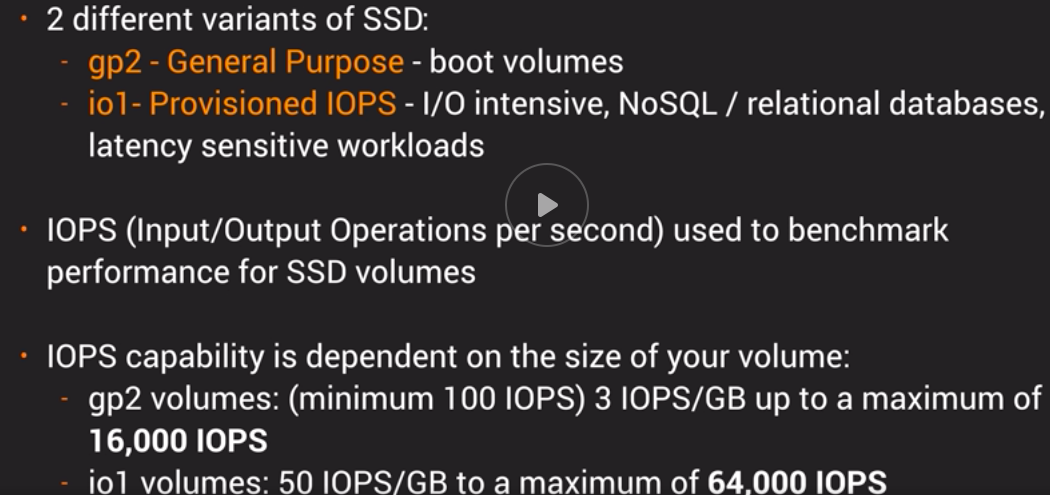 • 2 different variants of SSD:
- gp2 - General Purpose - boot volumes
- io1- Provisioned IOPS - I/O intensive, NoSQL / relational databases,
latency sensitive workloads
• IOPS (Input/Output Operations per second) used to benchmark
performance for SSD volumes
• IOPS capability is dependent on the size of your volume:
- gp2 volumes: (minimum 100 IOPS) 3 IOPS/GB up to a maximum of
16,000 IOPS
- io1 volumes: 50 IOPS/GB to a maximum of 64,000 IOPS